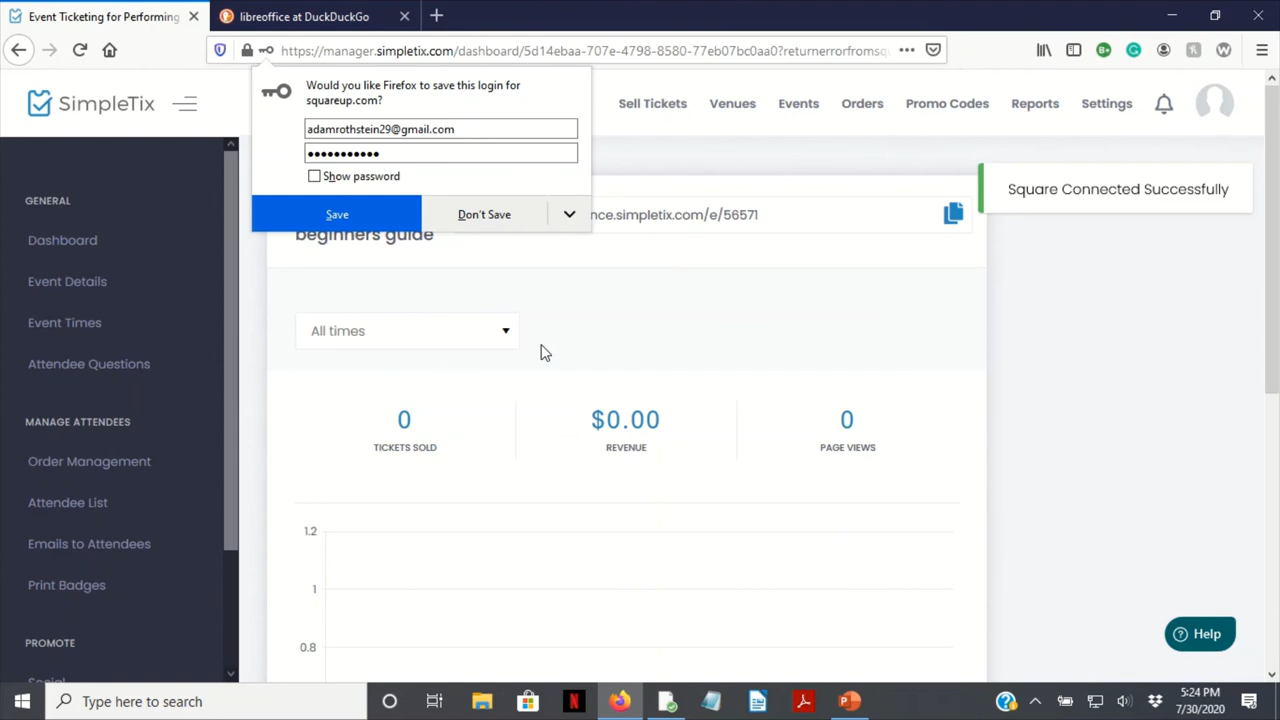 Event Ticketing for Performing
libreoffice at DuckDuckGo
https://manager.simpletix.com/dashboard/5d14ebaa-707e-4798-8580-77eb07bc0aa0?returnerrorfromsq
SimpleTix
Sell Tickets
Venues
Events
Orders
Promo Codes
Reports
Settings
Would you like Firefox to save this login for
squareup.com?
adamrothstein29@gmail.com
•••••••••••
Show password
Save
Don't Save
Square Connected Successfully
nce.simpletix.com/e/56571
beginners guide
GENERAL
Dashboard
Event Details
Event Times
Attendee Questions
MANAGE ATTENDEES
Order Management
Attendee List
Emails to Attendees
Print Badges
PROMOTE
Social
All times
0
TICKETS SOLD
$0.00
REVENUE
0
PAGE VIEWS
1.2
1
0.8
Help
Type here to search
5:24 PM
7/30/2020